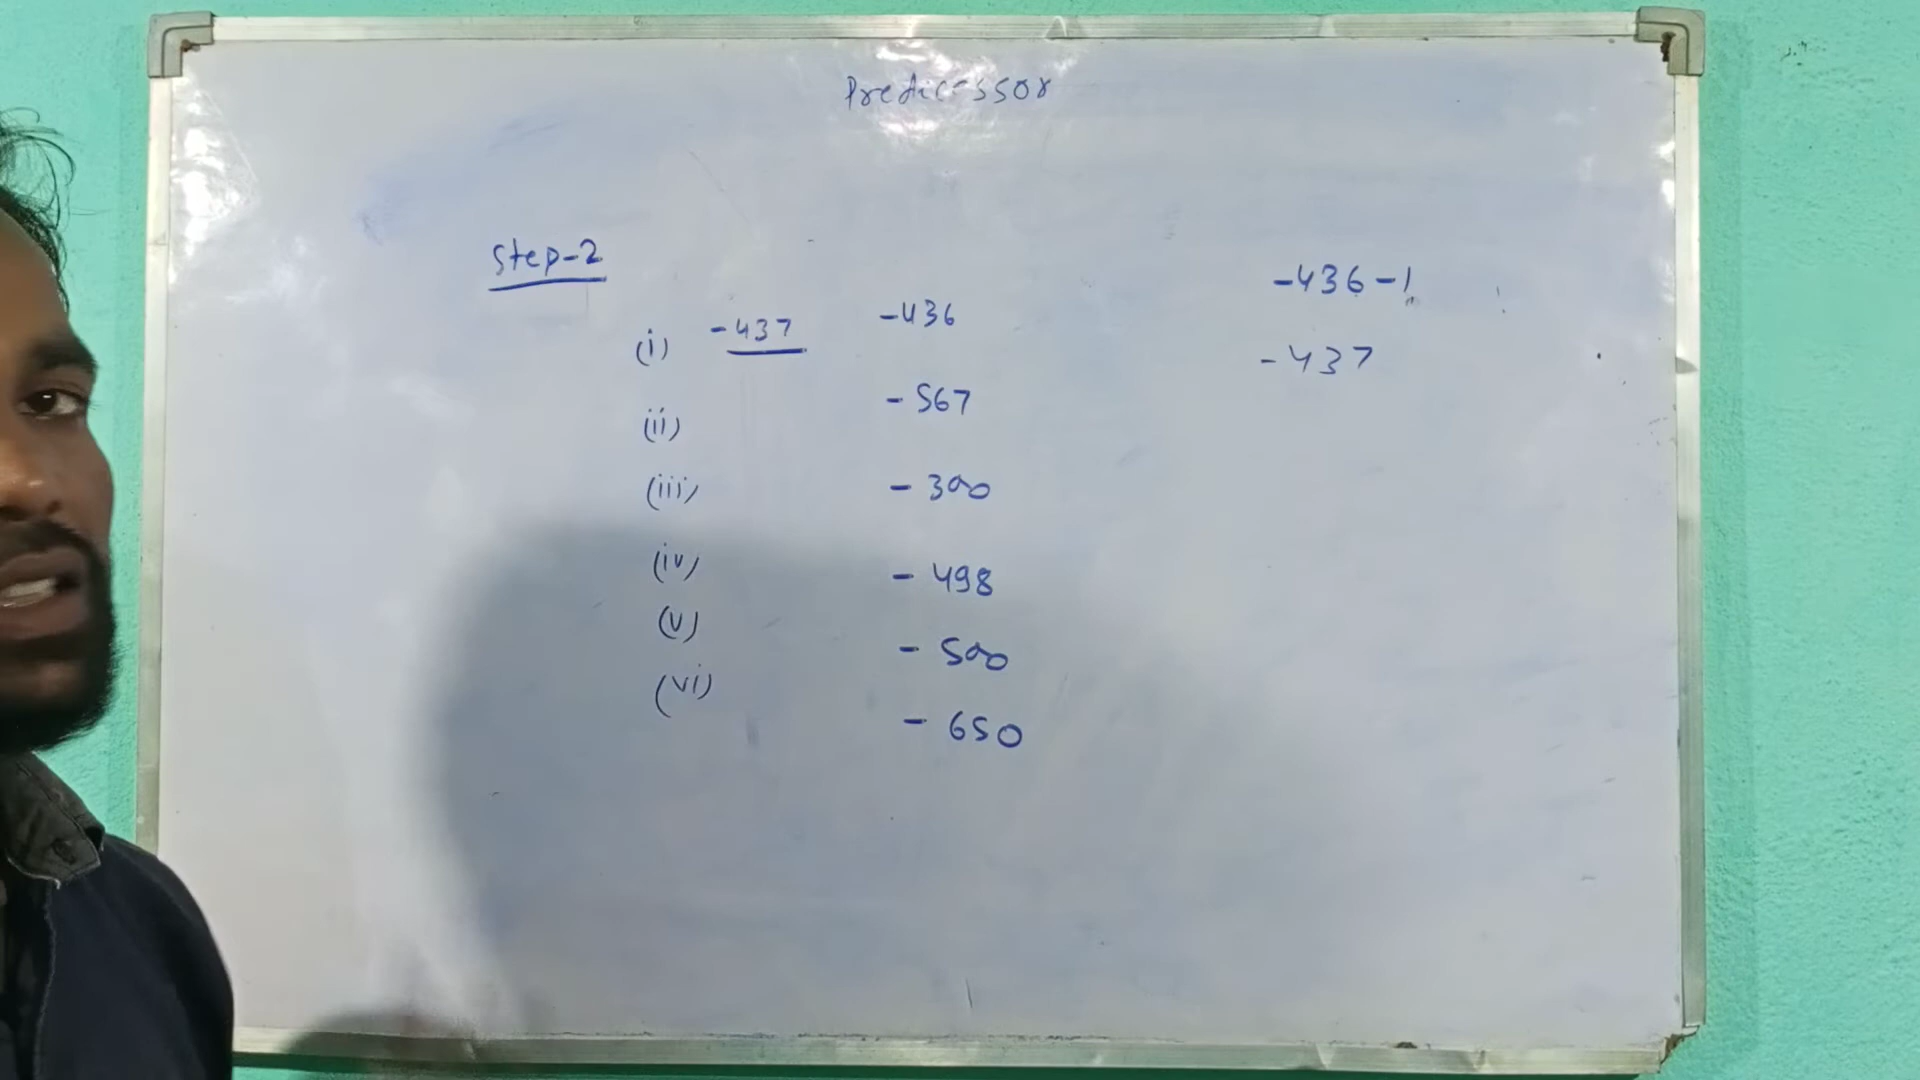 Predicessor
Step-2
(i) -437 -436
(ii) - 567
(iii) - 300
(iv) - 498
(v) - 500
(vi) - 650
-436-1
-437